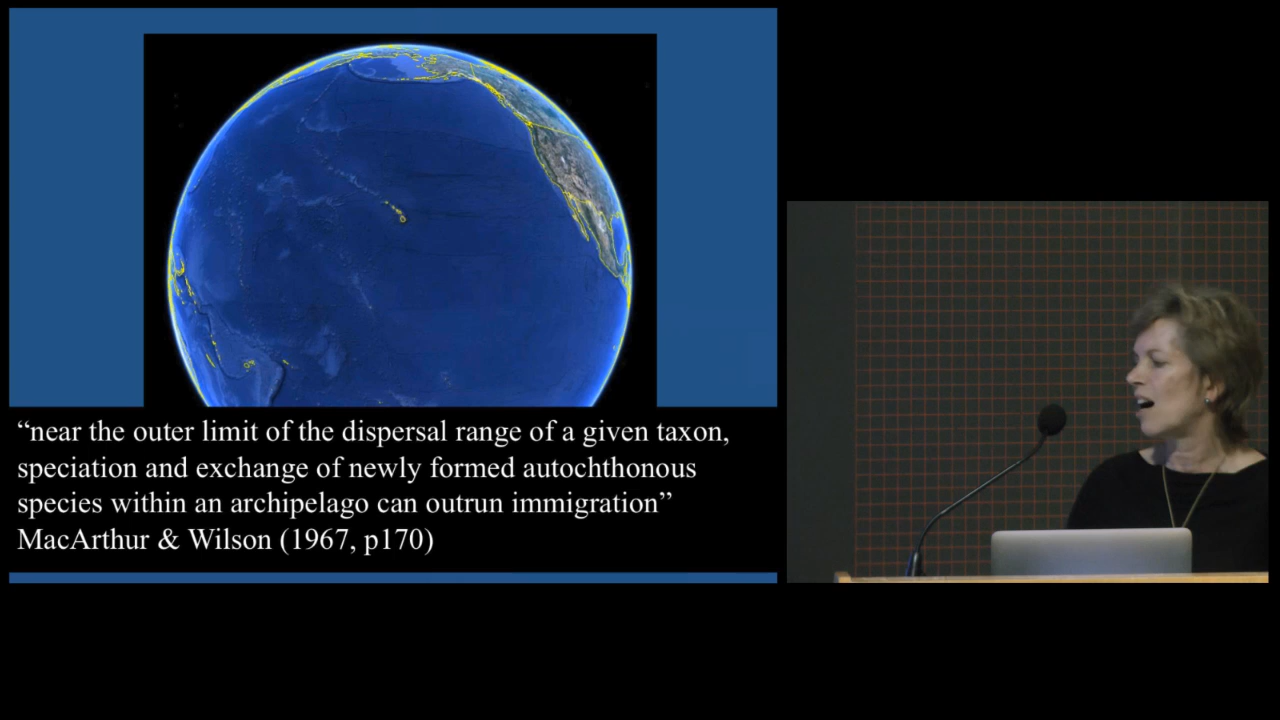 “near the outer limit of the dispersal range of a given taxon,
speciation and exchange of newly formed autochthonous
species within an archipelago can outrun immigration”
MacArthur & Wilson (1967, p170)